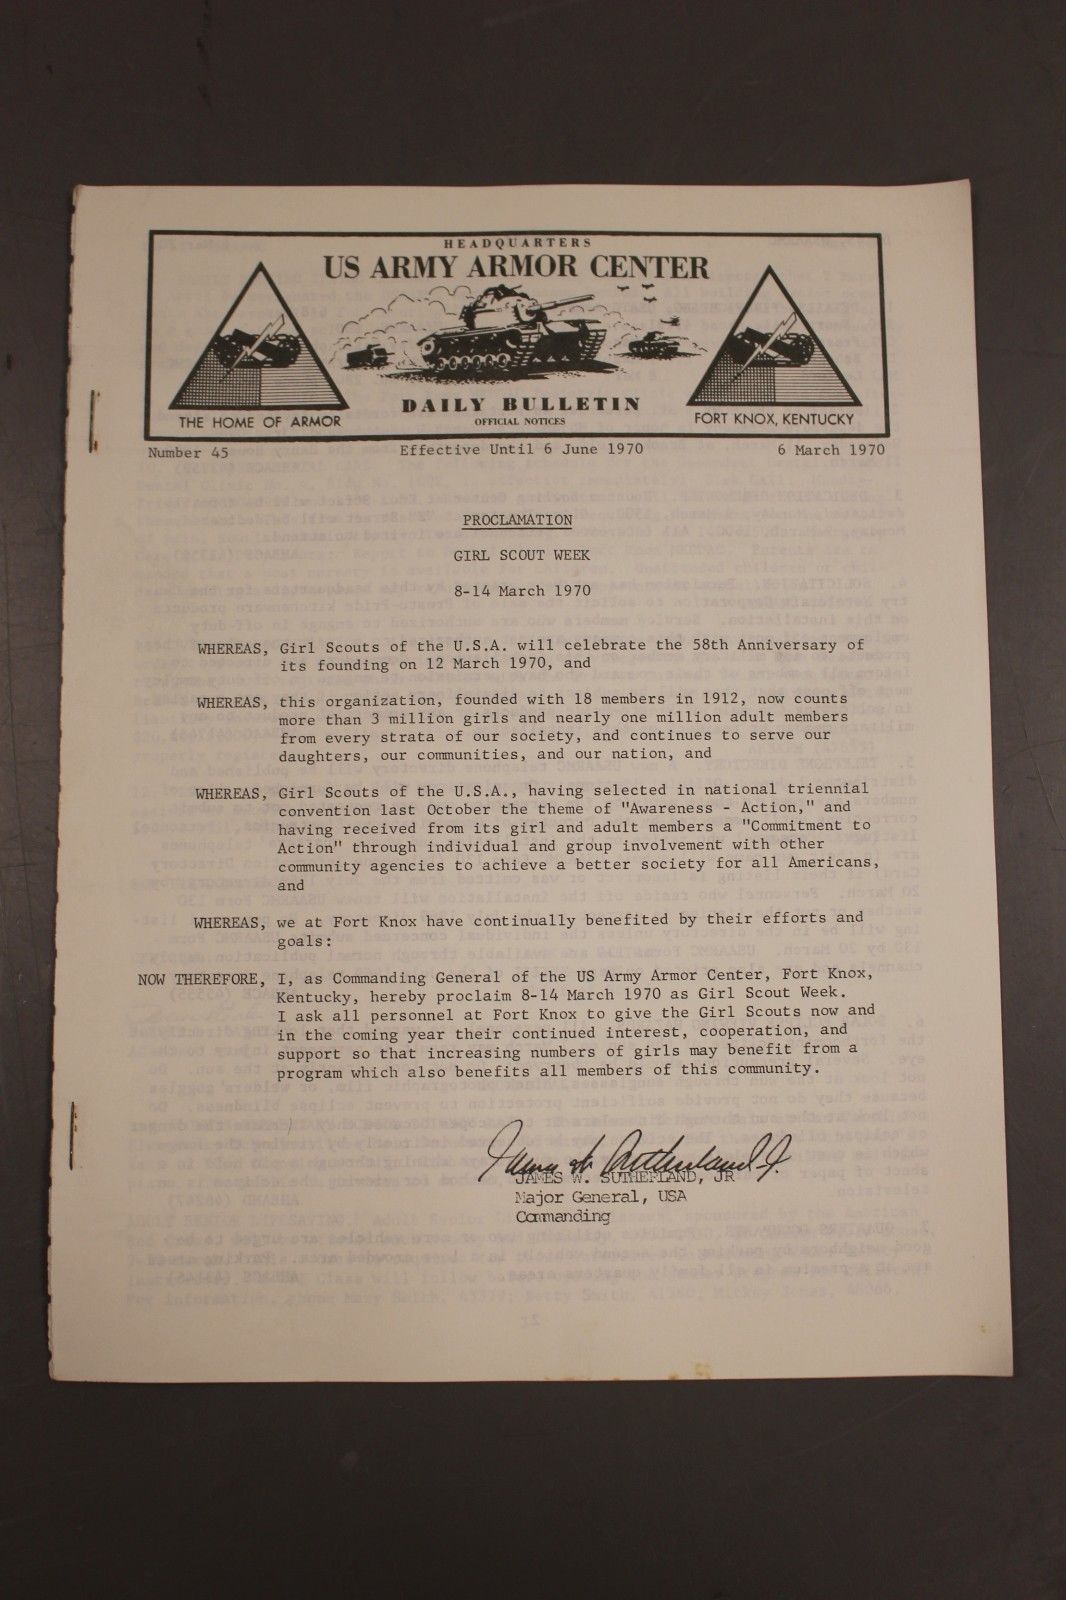 HEADQUARTERS
US ARMY ARMOR CENTER
DAILY BULLETIN
OFFICIAL NOTICES
THE HOME OF ARMOR
FORT KNOX, KENTUCKY
Number 45 Effective Until 6 June 1970 6 March 1970
PROCLAMATION
GIRL SCOUT WEEK
8-14 March 1970
WHEREAS, Girl Scouts of the U.S.A. will celebrate the 58th Anniversary of
its founding on 12 March 1970, and
WHEREAS, this organization, founded with 18 members in 1912, now counts
more than 3 million girls and nearly one million adult members
from every strata of our society, and continues to serve our
daughters, our communities, and our nation, and
WHEREAS, Girl Scouts of the U.S.A., having selected in national triennial
convention last October the theme of "Awareness - Action," and
having received from its girl and adult members a "Commitment to
Action" through individual and group involvement with other
community agencies to achieve a better society for all Americans,
and
WHEREAS, we at Fort Knox have continually benefited by their efforts and
goals:
NOW THEREFORE, I, as Commanding General of the US Army Armor Center, Fort Knox,
Kentucky, hereby proclaim 8-14 March 1970 as Girl Scout Week.
I ask all personnel at Fort Knox to give the Girl Scouts now and
in the coming year their continued interest, cooperation, and
support so that increasing numbers of girls may benefit from a
program which also benefits all members of this community.
James W. Sutherland Jr.
JAMES W. SUTHERLAND, JR
Major General, USA
Commanding